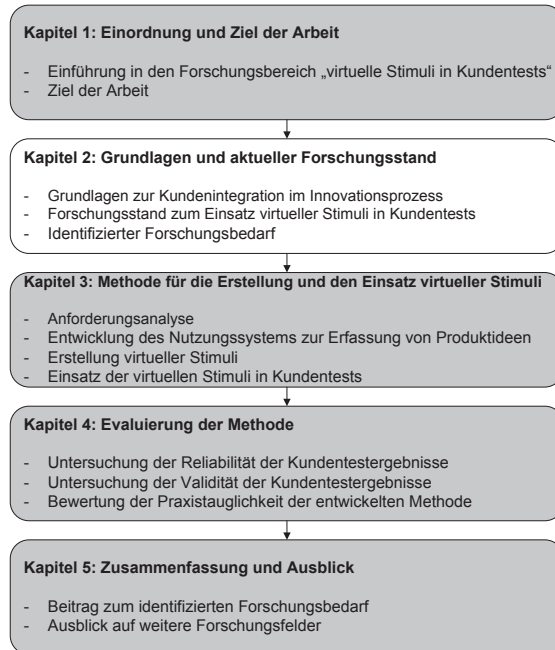 Kapitel 1: Einordnung und Ziel der Arbeit
- Einführung in den Forschungsbereich „virtuelle Stimuli in Kundentests“
- Ziel der Arbeit
Kapitel 2: Grundlagen und aktueller Forschungsstand
- Grundlagen zur Kundenintegration im Innovationsprozess
- Forschungsstand zum Einsatz virtueller Stimuli in Kundentests
- Identifizierter Forschungsbedarf
Kapitel 3: Methode für die Erstellung und den Einsatz virtueller Stimuli
- Anforderungsanalyse
- Entwicklung des Nutzungssystems zur Erfassung von Produktideen
- Erstellung virtueller Stimuli
- Einsatz der virtuellen Stimuli in Kundentests
Kapitel 4: Evaluierung der Methode
- Untersuchung der Reliabilität der Kundentestergebnisse
- Untersuchung der Validität der Kundentestergebnisse
- Bewertung der Praxistauglichkeit der entwickelten Methode
Kapitel 5: Zusammenfassung und Ausblick
- Beitrag zum identifizierten Forschungsbedarf
- Ausblick auf weitere Forschungsfelder